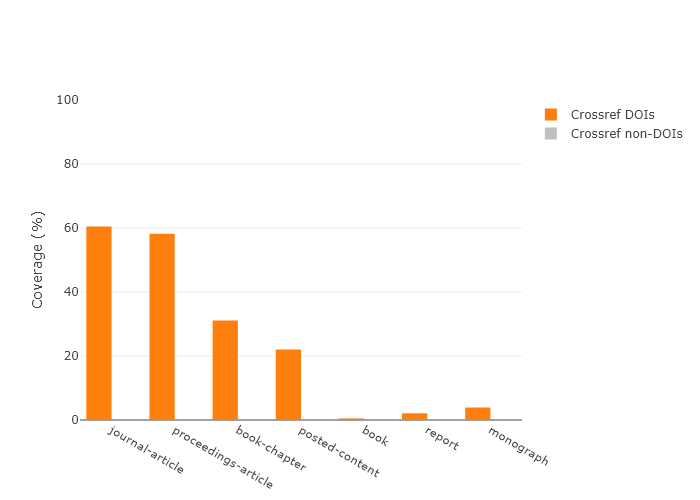 100
80
60
40
20
0
Coverage (%)
journal-article
proceedings-article
book-chapter
posted-content
book
report
monograph
Crossref DOIs
Crossref non-DOIs